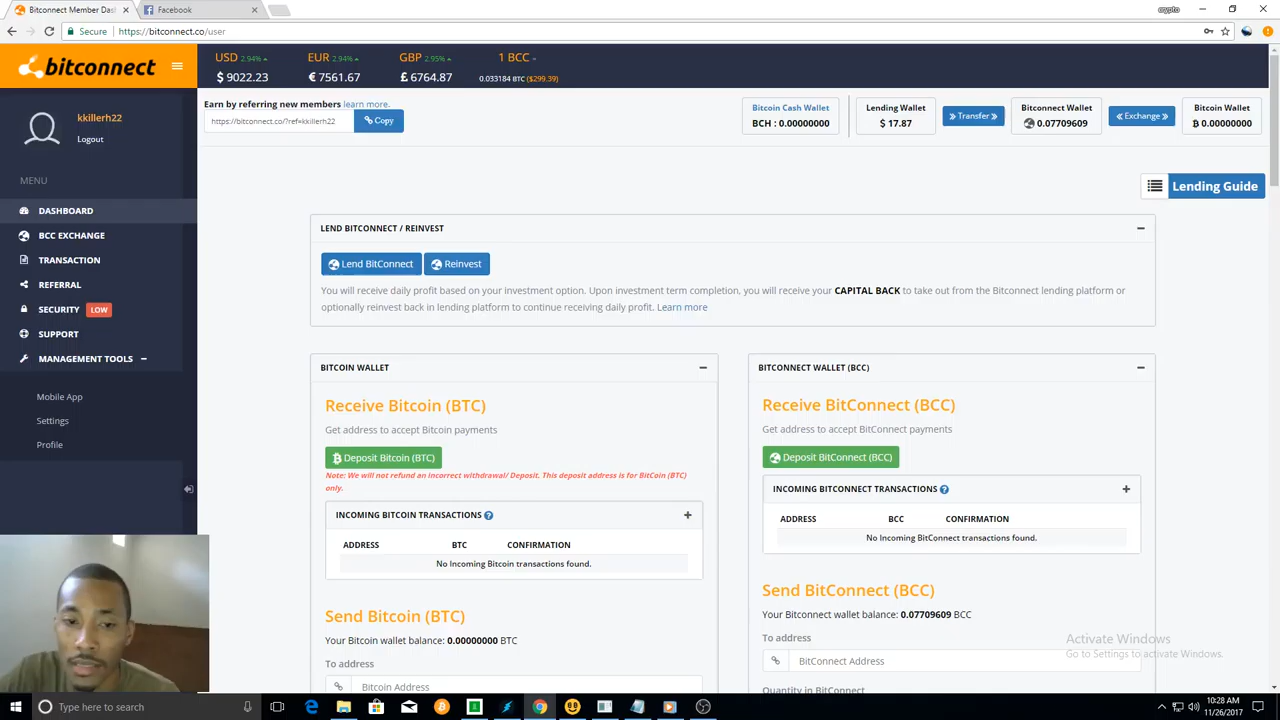 Bitconnect Member Das
Facebook
crypto
Secure
https://bitconnect.co/user
bitconnect
USD 2.94%
$ 9022.23
EUR 2.94%
€ 7561.67
GBP 2.95%
£ 6764.87
1 BCC -
0.033184 BTC ($299.39)
kkillerh22
Logout
Earn by referring new members learn more.
https://bitconnect.co/?ref=kkillerh22
Copy
Bitcoin Cash Wallet
BCH : 0.00000000
Lending Wallet
$ 17.87
Transfer
Bitconnect Wallet
0.07709609
Exchange
Bitcoin Wallet
0.00000000
MENU
DASHBOARD
BCC EXCHANGE
TRANSACTION
REFERRAL
SECURITY LOW
SUPPORT
MANAGEMENT TOOLS
Mobile App
Settings
Profile
Lending Guide
LEND BITCONNECT / REINVEST
Lend BitConnect
Reinvest
You will receive daily profit based on your investment option. Upon investment term completion, you will receive your CAPITAL BACK to take out from the Bitconnect lending platform or
optionally reinvest back in lending platform to continue receiving daily profit. Learn more
BITCOIN WALLET
Receive Bitcoin (BTC)
Get address to accept Bitcoin payments
Deposit Bitcoin (BTC)
Note: We will not refund an incorrect withdrawal/ Deposit. This deposit address is for BitCoin (BTC)
only.
INCOMING BITCOIN TRANSACTIONS
ADDRESS BTC CONFIRMATION
No Incoming Bitcoin transactions found.
Send Bitcoin (BTC)
Your Bitcoin wallet balance: 0.00000000 BTC
To address
Bitcoin Address
BITCONNECT WALLET (BCC)
Receive BitConnect (BCC)
Get address to accept BitConnect payments
Deposit BitConnect (BCC)
INCOMING BITCONNECT TRANSACTIONS
ADDRESS BCC CONFIRMATION
No Incoming BitConnect transactions found.
Send BitConnect (BCC)
Your Bitconnect wallet balance: 0.07709609 BCC
To address
BitConnect Address
Quantity in BitConnect
Activate Windows
Go to Settings to activate Windows.
Type here to search
10:28 AM
11/26/2017